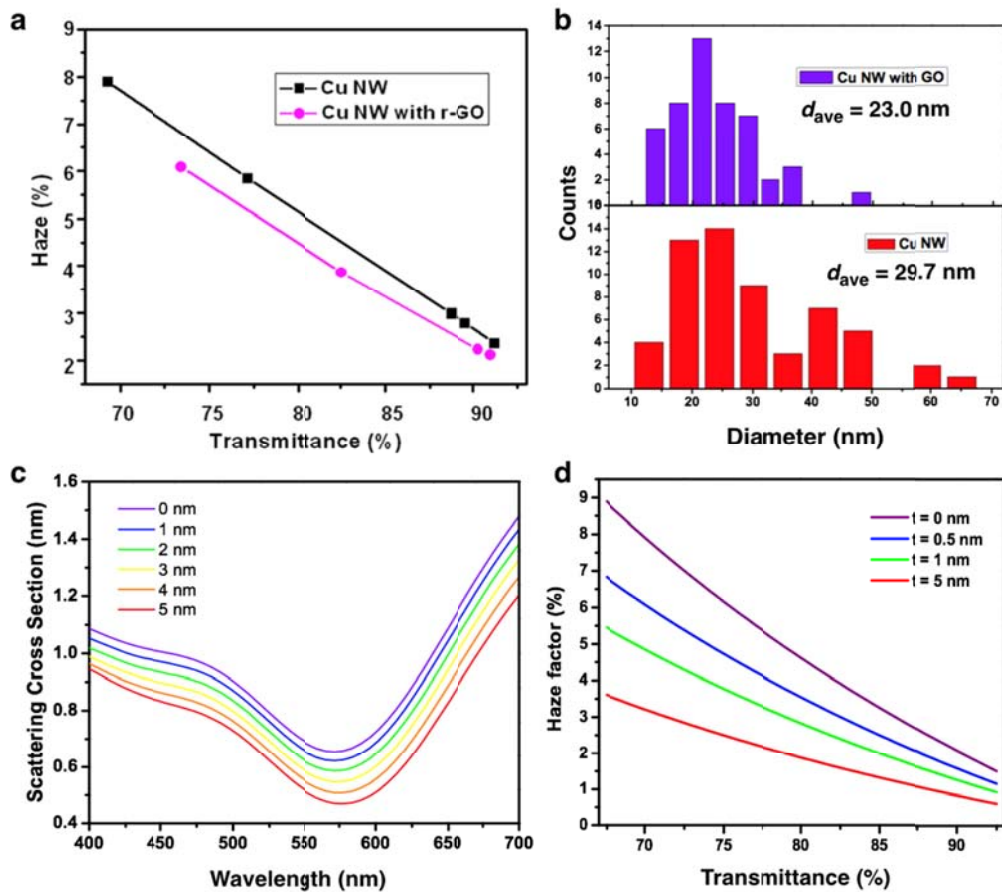 a
Haze (%)
9
8
7
6
5
4
3
2
Cu NW
Cu NW with r-GO
70 75 80 85 90
Transmittance (%)
b
Counts
14
12
10
8
6
4
2
Cu NW with GO
d ave = 23.0 nm
14
12
10
8
6
4
2
0
Cu NW
d ave = 29.7 nm
10 20 30 40 50 60 70
Diameter (nm)
c
Scattering Cross Section (nm)
1.6
1.4
1.2
1.0
0.8
0.6
0.4
0 nm
1 nm
2 nm
3 nm
4 nm
5 nm
400 450 500 550 600 650 700
Wavelength (nm)
d
Haze factor (%)
9
8
7
6
5
4
3
2
1
0
t = 0 nm
t = 0.5 nm
t = 1 nm
t = 5 nm
70 75 80 85 90
Transmittance (%)